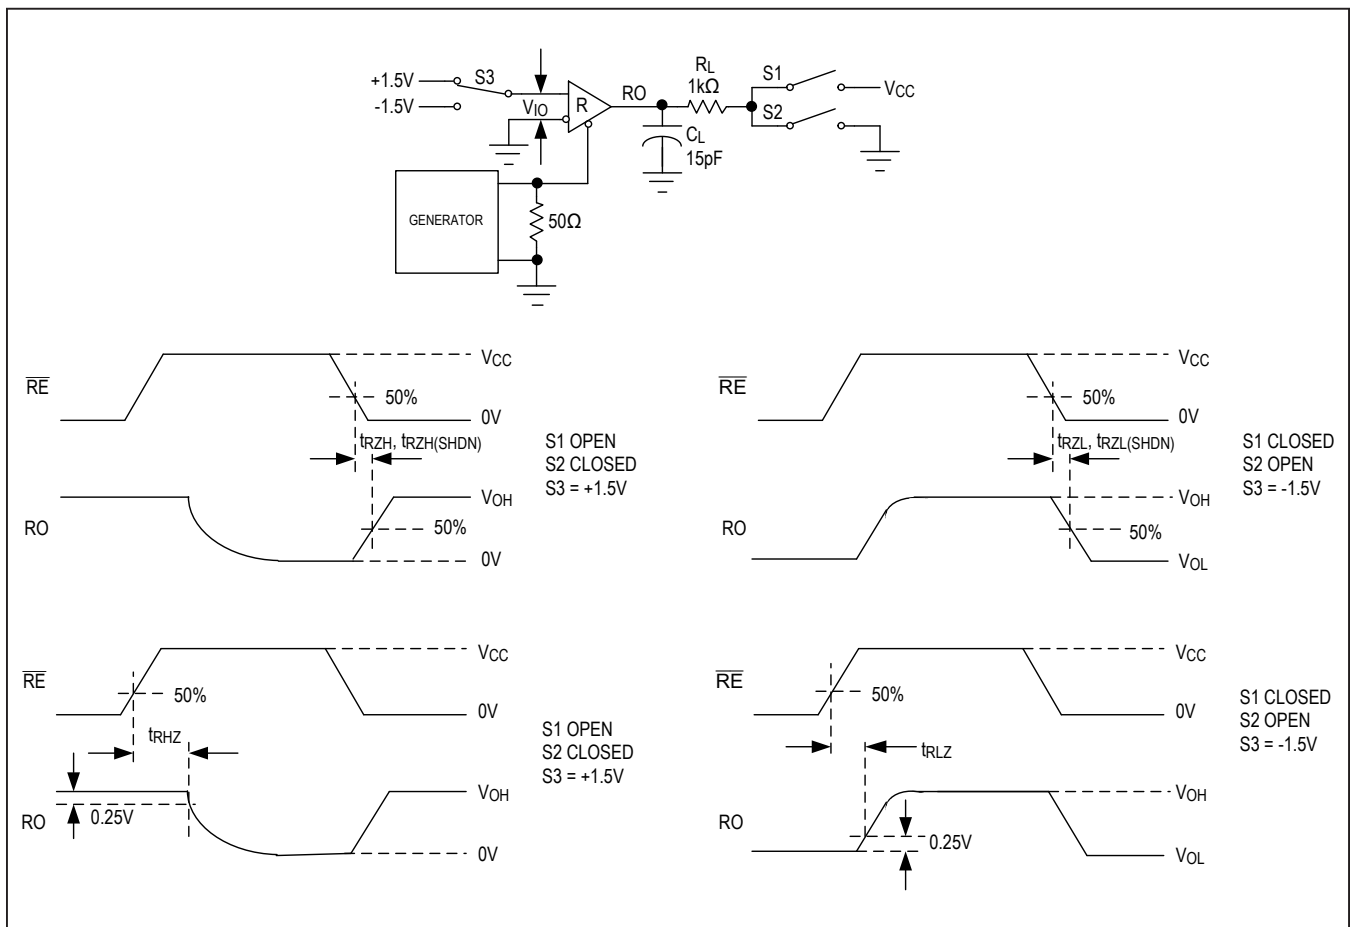 +1.5V
S3
-1.5V
VIO
R
RO
RL
1kΩ
S1
VCC
S2
CL
15pF
GENERATOR
50Ω
RE
VCC
50%
0V
tRZH, tRZH(SHDN)
S1 OPEN
S2 CLOSED
S3 = +1.5V
RO
VOH
50%
0V
RE
VCC
50%
0V
tRZL, tRZL(SHDN)
S1 CLOSED
S2 OPEN
S3 = -1.5V
RO
VOH
50%
VOL
RE
VCC
50%
0V
tRHZ
S1 OPEN
S2 CLOSED
S3 = +1.5V
RO
0.25V
VOH
0V
RE
VCC
50%
0V
tRLZ
S1 CLOSED
S2 OPEN
S3 = -1.5V
RO
VOH
0.25V
VOL